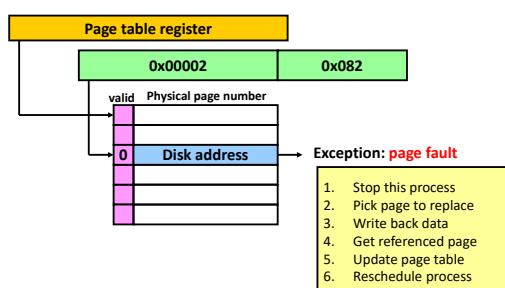 Page table register
0x00002 0x082
valid Physical page number
0 Disk address
Exception: page fault
1. Stop this process
2. Pick page to replace
3. Write back data
4. Get referenced page
5. Update page table
6. Reschedule process